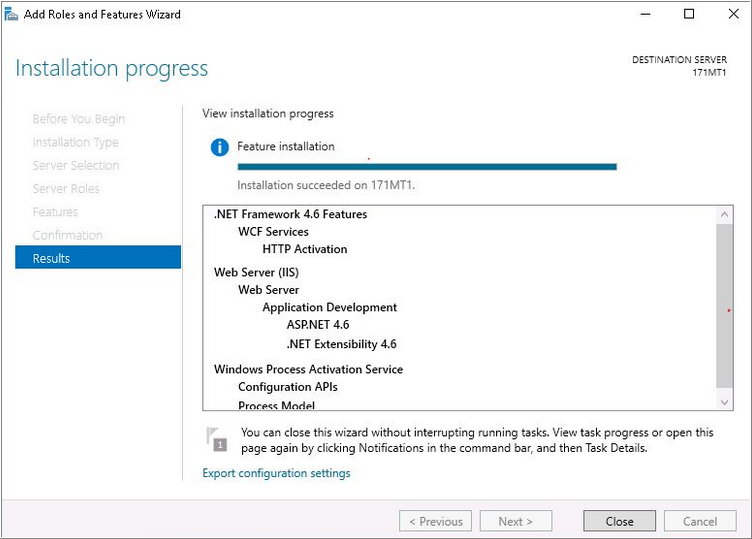 Add Roles and Features Wizard
Installation progress
DESTINATION SERVER
171MT1
Before You Begin
Installation Type
Server Selection
Server Roles
Features
Confirmation
Results
View installation progress
Feature installation
Installation succeeded on 171MT1.
.NET Framework 4.6 Features
WCF Services
HTTP Activation
Web Server (IIS)
Web Server
Application Development
ASP.NET 4.6
.NET Extensibility 4.6
Windows Process Activation Service
Configuration APIs
Process Model
1
You can close this wizard without interrupting running tasks. View task progress or open this
page again by clicking Notifications in the command bar, and then Task Details.
Export configuration settings
< Previous
Next >
Close
Cancel